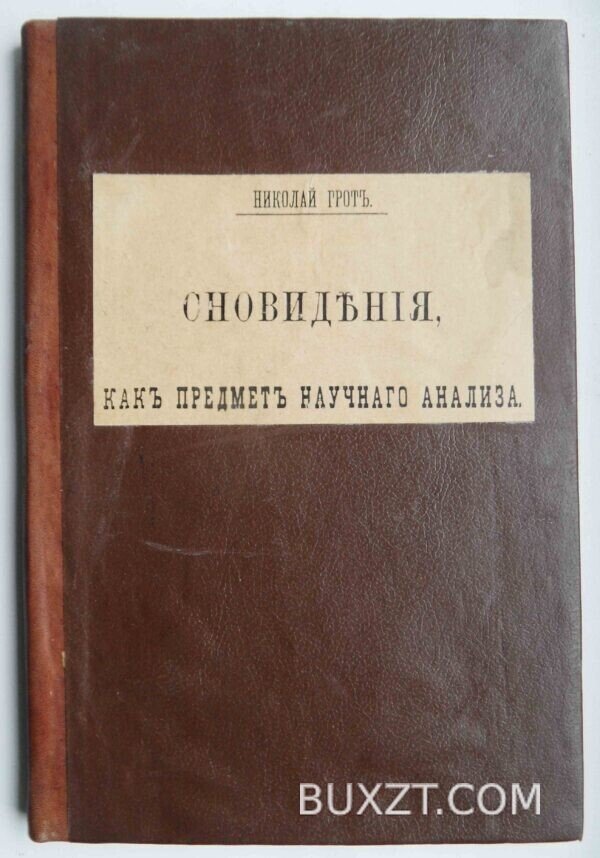 НИКОЛАЙ ГРОТЪ.
СНОВИДѢНІЯ,
КАКЪ ПРЕДМЕТЪ НАУЧНАГО АНАЛИЗА.
BUXZT.COM